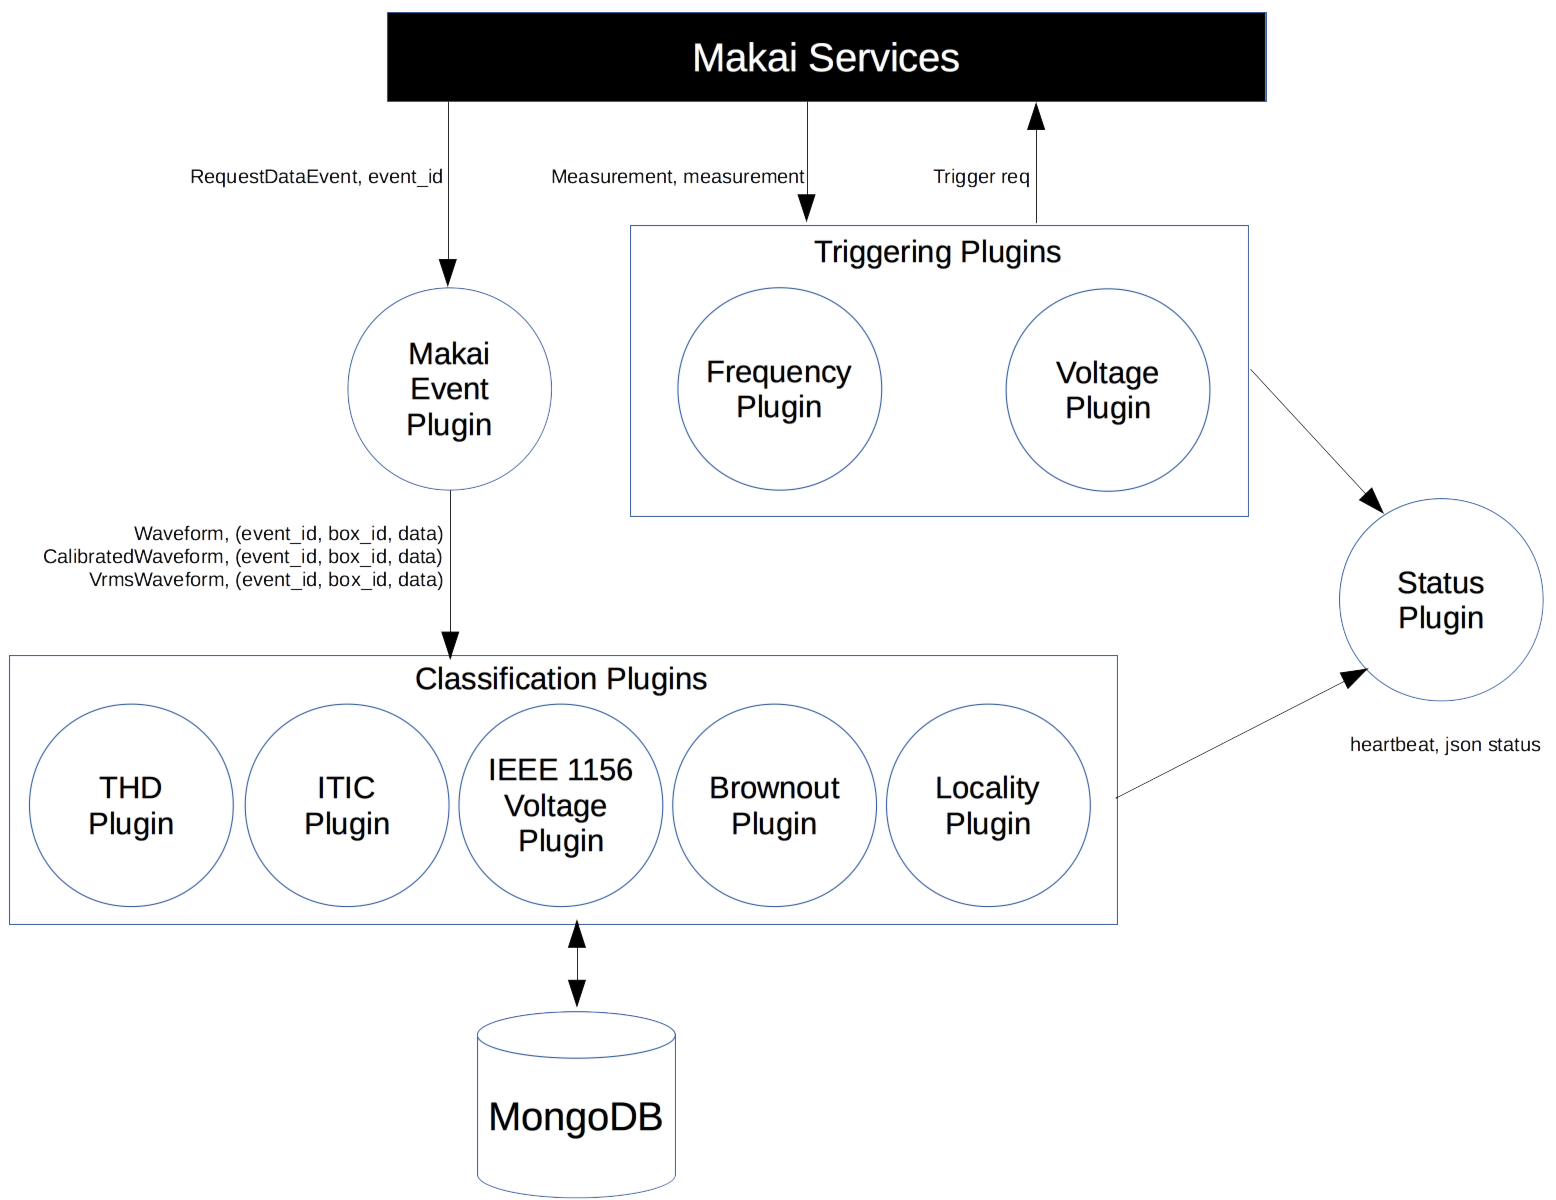 Makai Services
RequestDataEvent, event_id
Measurement, measurement
Trigger req
Triggering Plugins
Makai
Event
Plugin
Frequency
Plugin
Voltage
Plugin
Waveform, (event_id, box_id, data)
CalibratedWaveform, (event_id, box_id, data)
VrmsWaveform, (event_id, box_id, data)
Status
Plugin
Classification Plugins
THD
Plugin
ITIC
Plugin
IEEE 1156
Voltage
Plugin
Brownout
Plugin
Locality
Plugin
heartbeat, json status
MongoDB